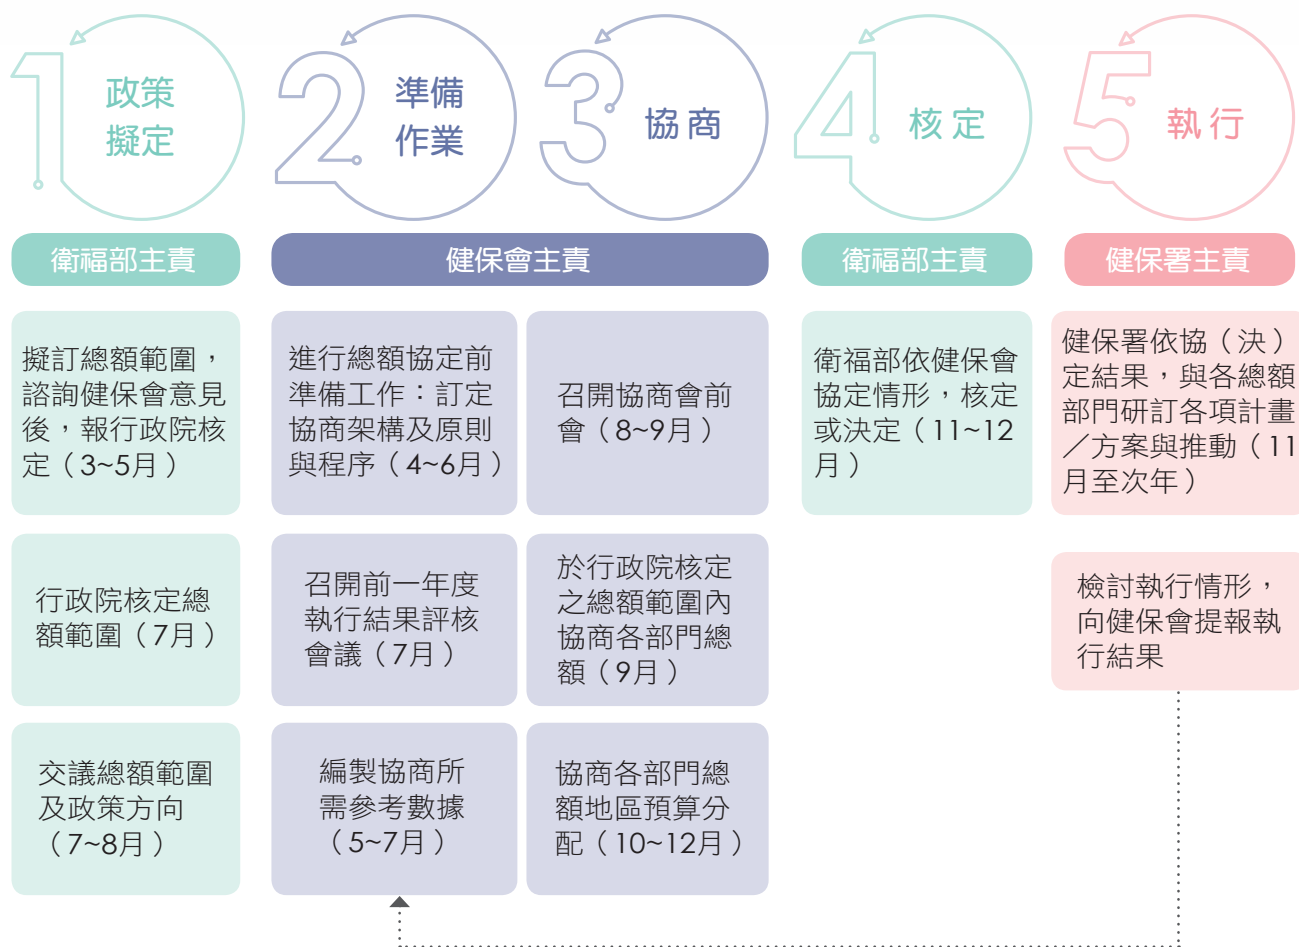 1
政策
擬定
2
準備
作業
3
協商
4
核定
5
執行
衛福部主責
健保會主責
衛福部主責
健保署主責
擬訂總額範圍，
諮詢健保會意見
後，報行政院核
定（3~5月）
進行總額協定前
準備工作：訂定
協商架構及原則
與程序（4~6月）
召開協商會前
會（8~9月）
衛福部依健保會
協定情形，核定
或決定（11~12
月）
健保署依協（決）
定結果，與各總額
部門研訂各項計畫
／方案與推動（11
月至次年）
行政院核定總
額範圍（7月）
召開前一年度
執行結果評核
會議（7月）
於行政院核定
之總額範圍內
協商各部門總
額（9月）
檢討執行情形，
向健保會提報執
行結果
交議總額範圍
及政策方向
（7~8月）
編製協商所
需參考數據
（5~7月）
協商各部門總
額地區預算分
配（10~12月）